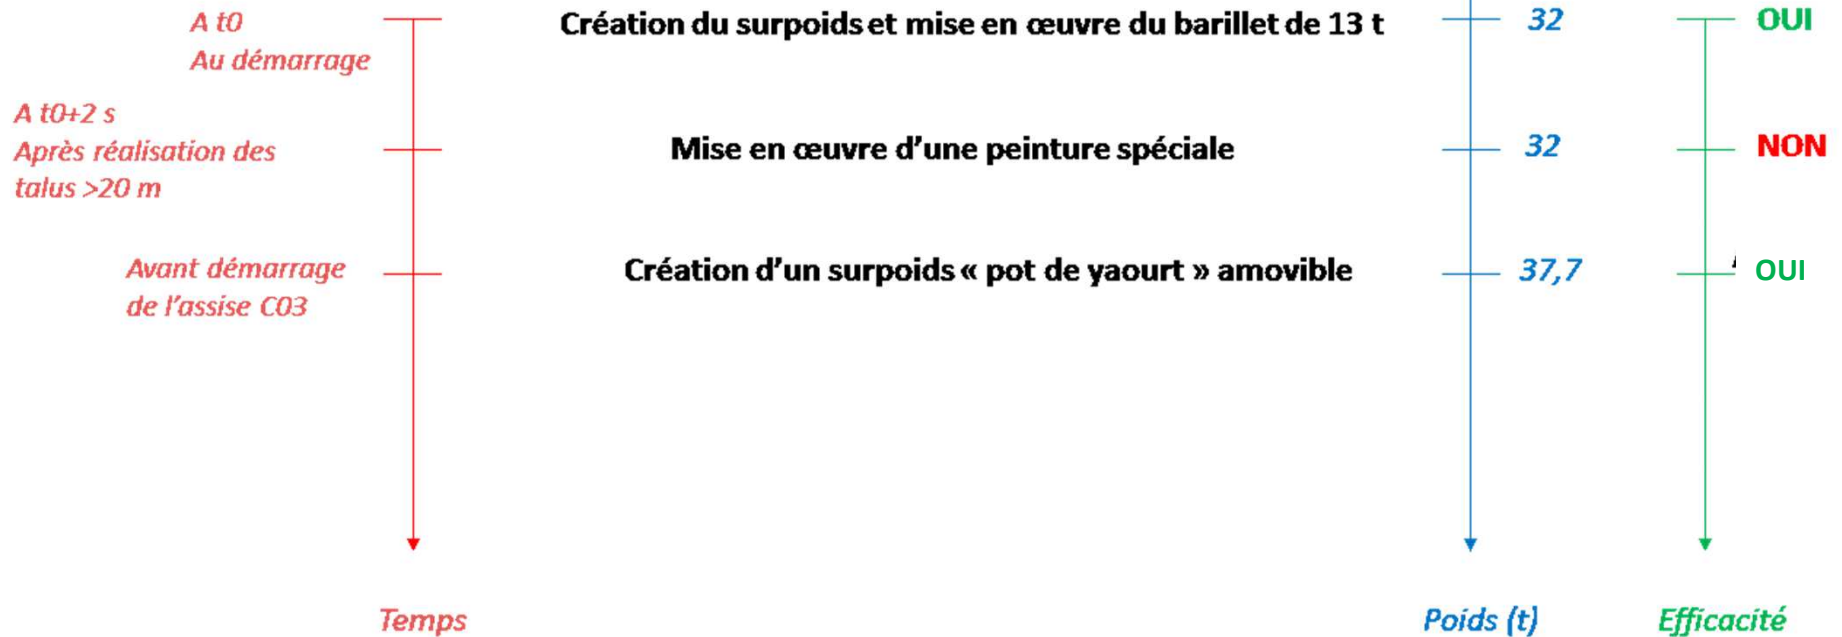 A t0
Au démarrage
Création du surpoids et mise en œuvre du barillet de 13 t
32
OUI
A t0+2 s
Après réalisation des
talus >20 m
Mise en œuvre d'une peinture spéciale
32
NON
Avant démarrage
de l'assise C03
Création d'un surpoids « pot de yaourt » amovible
37,7
OUI
Temps
Poids (t)
Efficacité